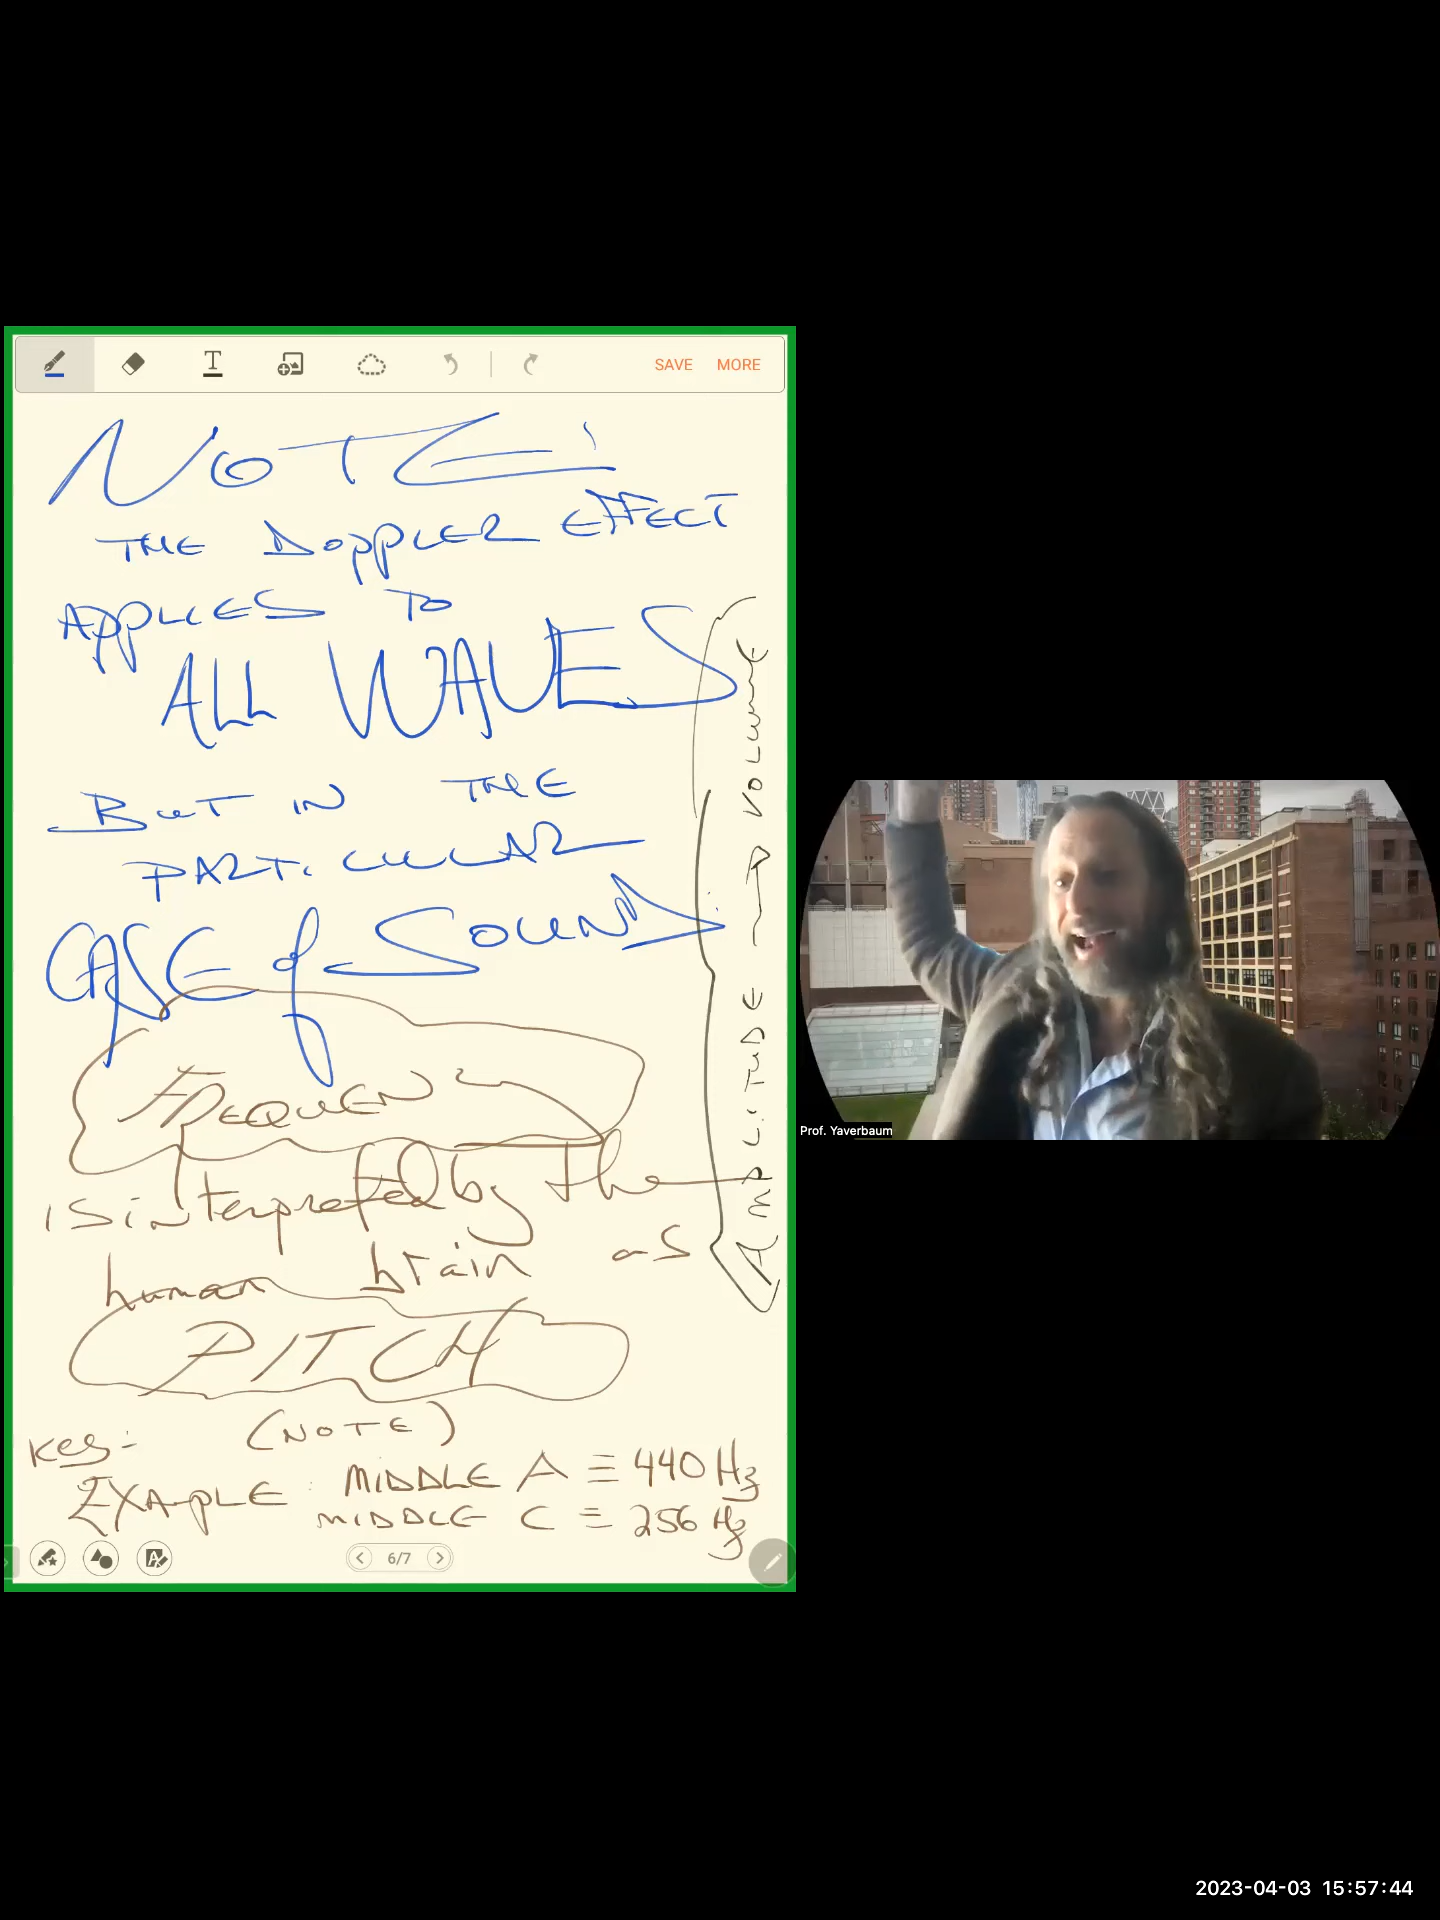 SAVE MORE
NOTE:
THE DOPPLER EFFECT
APPLIES TO
ALL WAVES
BUT IN THE
PARTICULAR
CASE of SOUND
FREQUENCY
is interpreted by the
human brain as
PITCH
(NOTE)
Key:
EXAMPLE: MIDDLE A ≡ 440 Hz
MIDDLE C ≡ 256 Hz
AMPLITUDE → VOLUME
6/7
Prof. Yaverbaum
2023-04-03 15:57:44